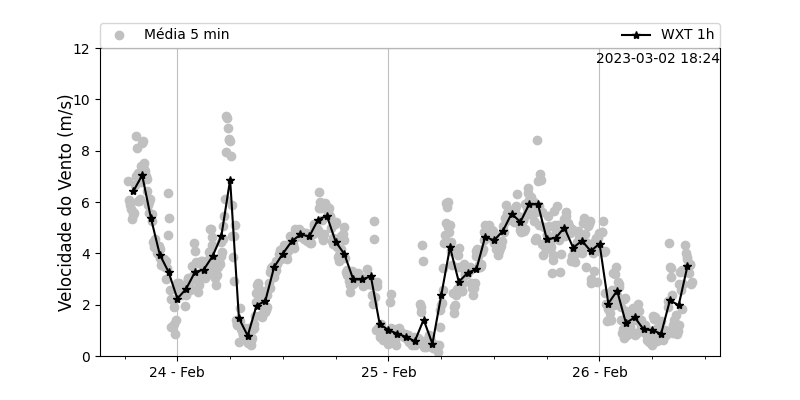 Média 5 min
WXT 1h
2023-03-02 18:24
Velocidade do Vento (m/s)
12
10
8
6
4
2
0
24 - Feb
25 - Feb
26 - Feb